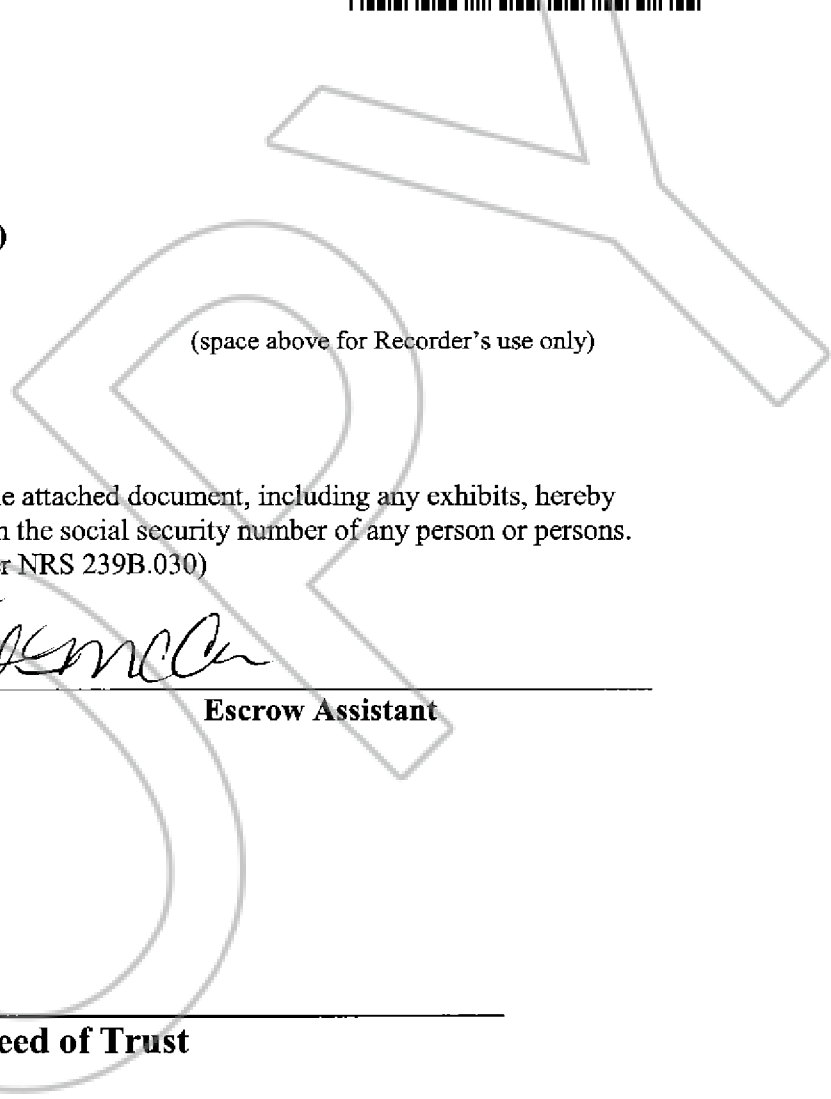 )
(space above for Recorder's use only)
e attached document, including any exhibits, hereby
n the social security number of any person or persons.
r NRS 239B.030)
Escrow Assistant
eed of Trust